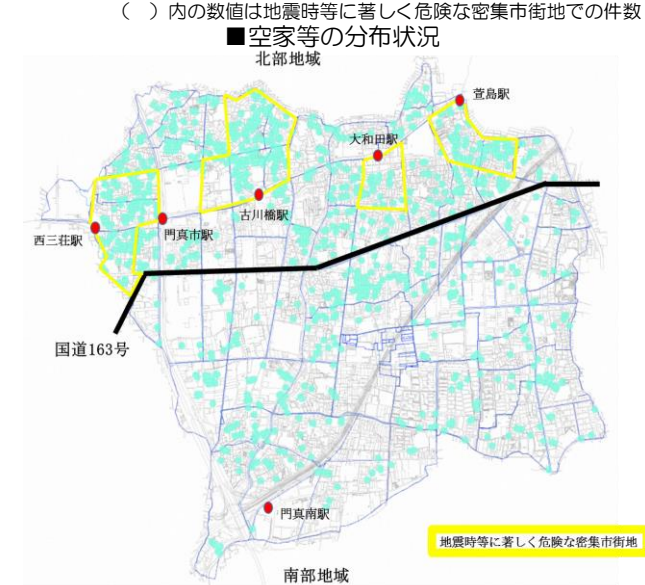 （　）内の数値は地震時等に著しく危険な密集市街地での件数
■空家等の分布状況
北部地域
萱島駅
大和田駅
古川橋駅
門真市駅
西三荘駅
国道163号
門真南駅
地震時等に著しく危険な密集市街地
南部地域